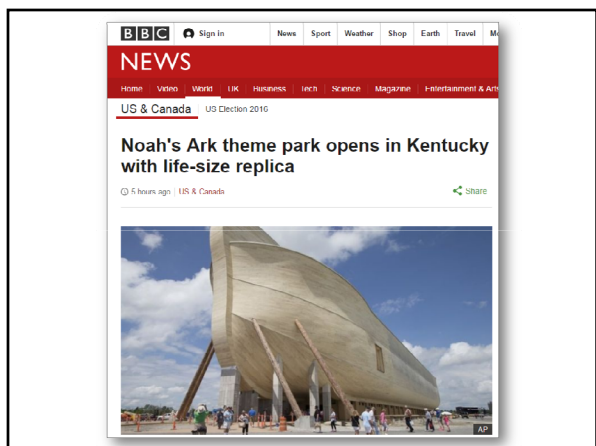 BBC Sign in News Sport Weather Shop Earth Travel M
NEWS
Home Video World UK Business Tech Science Magazine Entertainment & Arts
US & Canada US Election 2016
Noah's Ark theme park opens in Kentucky
with life-size replica
5 hours ago US & Canada Share
AP